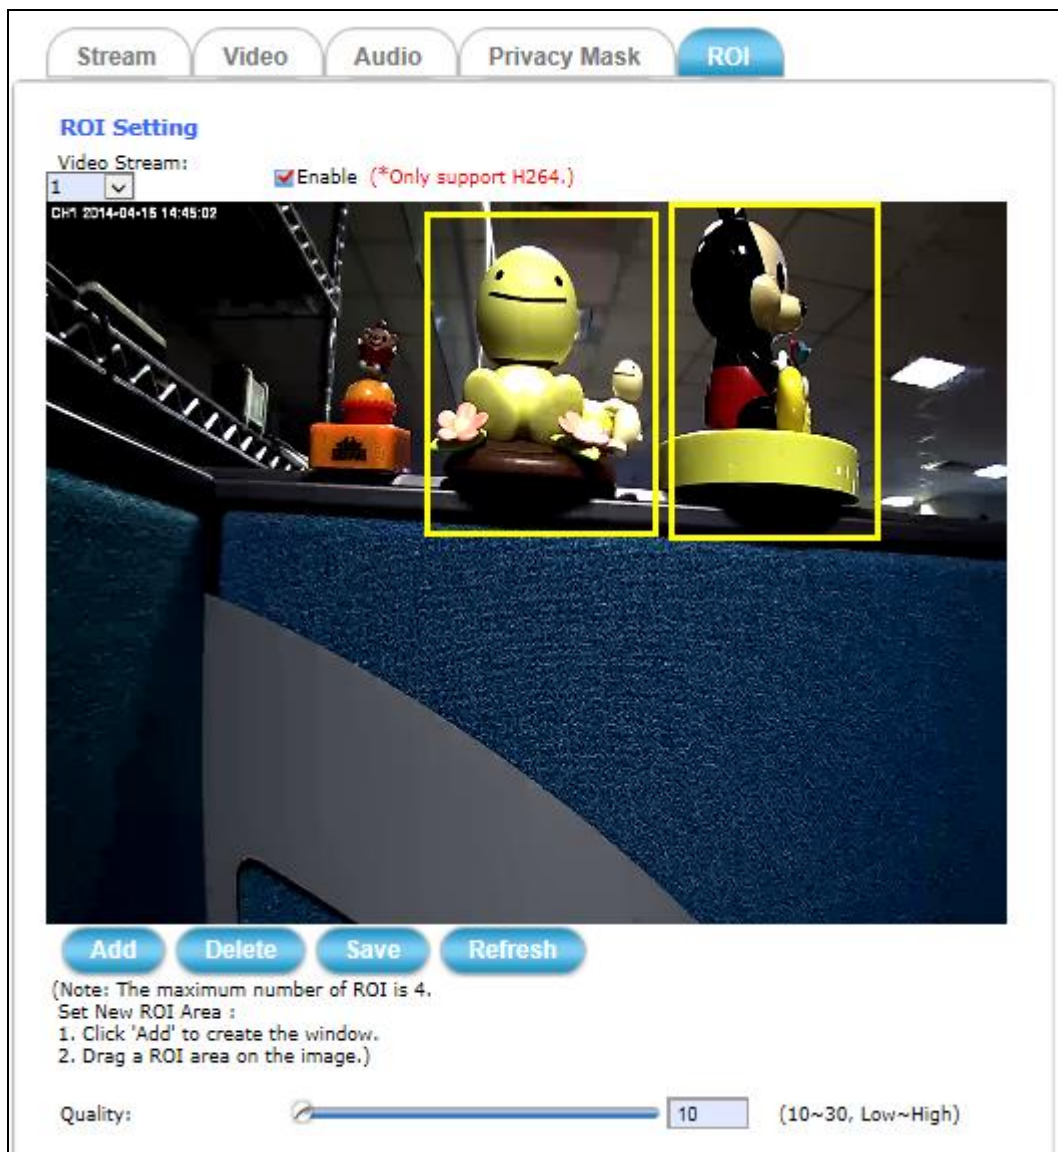 Stream Video Audio Privacy Mask ROI
ROI Setting
Video Stream:
1 Enable (*Only support H264.)
CH1 2014-04-15 14:45:02
Add Delete Save Refresh
(Note: The maximum number of ROI is 4.
Set New ROI Area :
1. Click 'Add' to create the window.
2. Drag a ROI area on the image.)
Quality: 10 (10~30, Low~High)